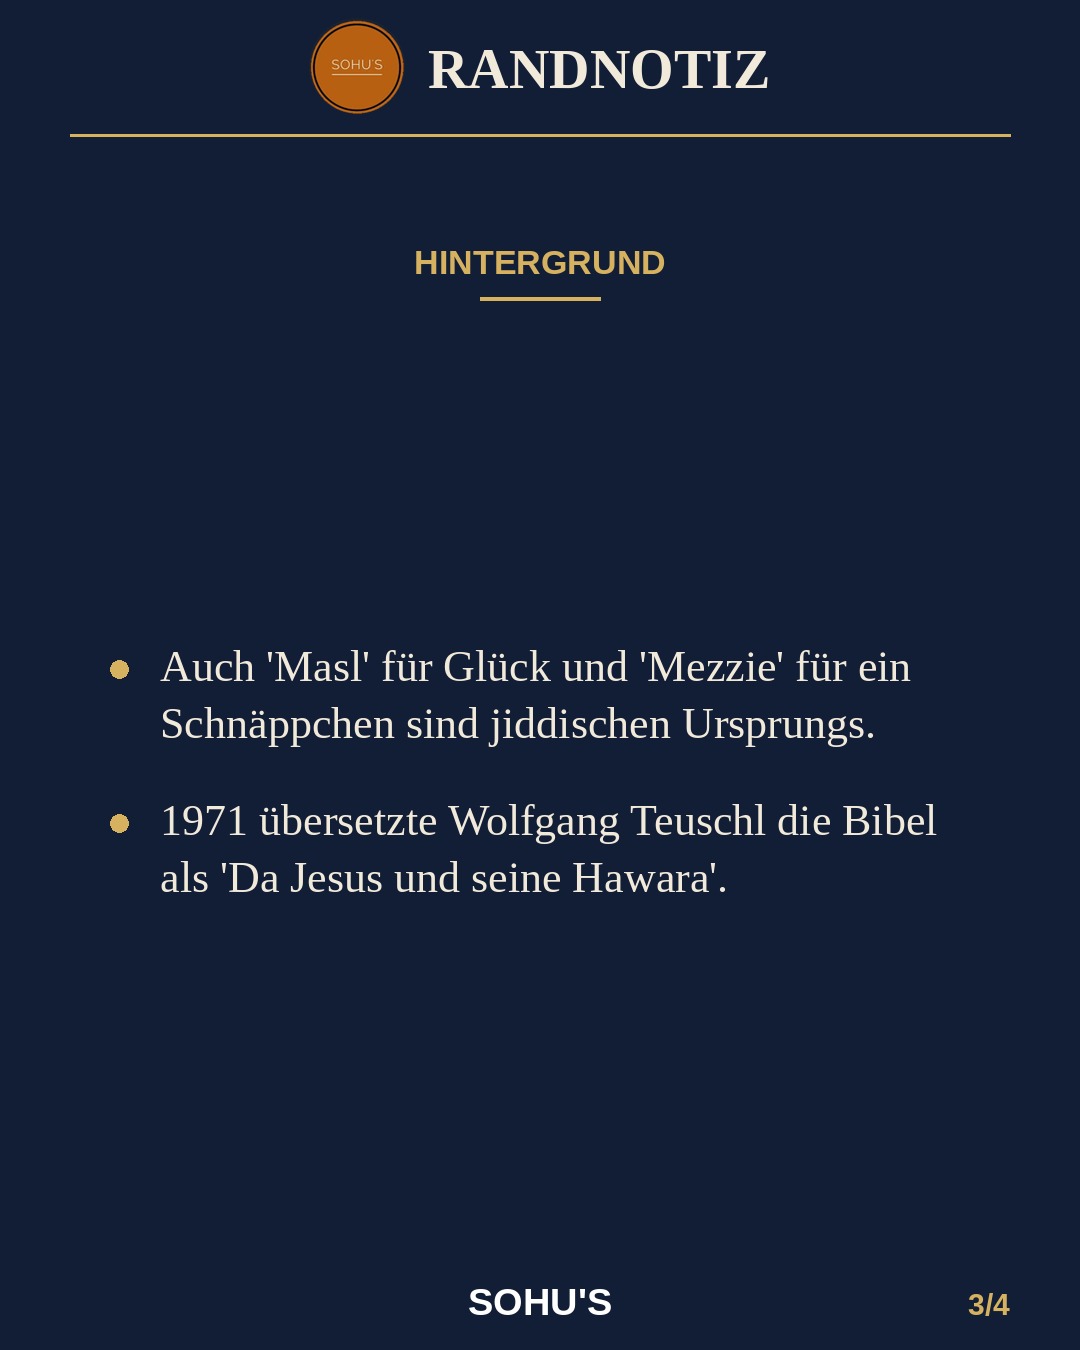 SOHU'S
RANDNOTIZ
HINTERGRUND
Auch 'Masl' für Glück und 'Mezzie' für ein
Schnäppchen sind jiddischen Ursprungs.
1971 übersetzte Wolfgang Teuschl die Bibel
als 'Da Jesus und seine Hawara'.
SOHU'S
3/4